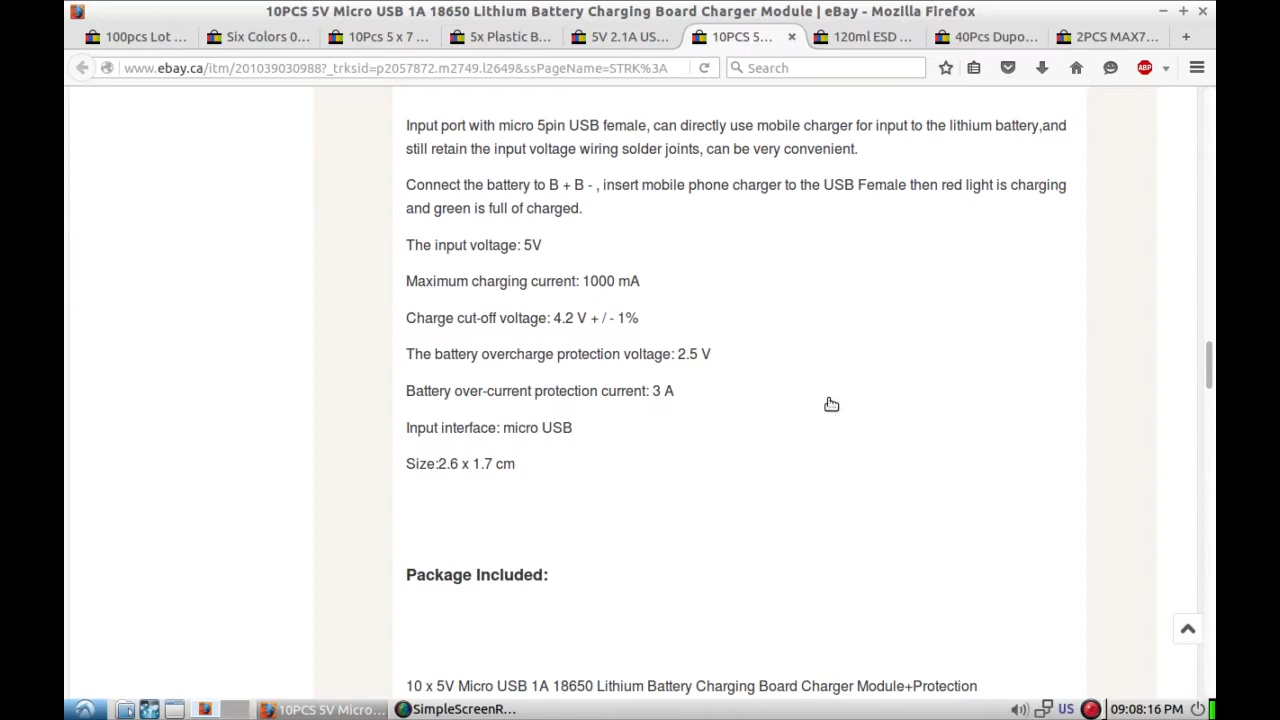 10PCS 5V Micro USB 1A 18650 Lithium Battery Charging Board Charger Module | eBay - Mozilla Firefox
100pcs Lot ... Six Colors 0... 10Pcs 5 x 7 ... 5x Plastic B... 5V 2.1A US... 10PCS 5... × 120ml ESD ... 40Pcs Dupo... 2PCS MAX7... +
www.ebay.ca/itm/201039030988?_trksid=p2057872.m2749.l2649&ssPageName=STRK%3A Search ABP
Input port with micro 5pin USB female, can directly use mobile charger for input to the lithium battery,and
still retain the input voltage wiring solder joints, can be very convenient.
Connect the battery to B + B - , insert mobile phone charger to the USB Female then red light is charging
and green is full of charged.
The input voltage: 5V
Maximum charging current: 1000 mA
Charge cut-off voltage: 4.2 V + / - 1%
The battery overcharge protection voltage: 2.5 V
Battery over-current protection current: 3 A
Input interface: micro USB
Size:2.6 x 1.7 cm
Package Included:
10 x 5V Micro USB 1A 18650 Lithium Battery Charging Board Charger Module+Protection
10PCS 5V Micro... SimpleScreenR... US 09:08:16 PM